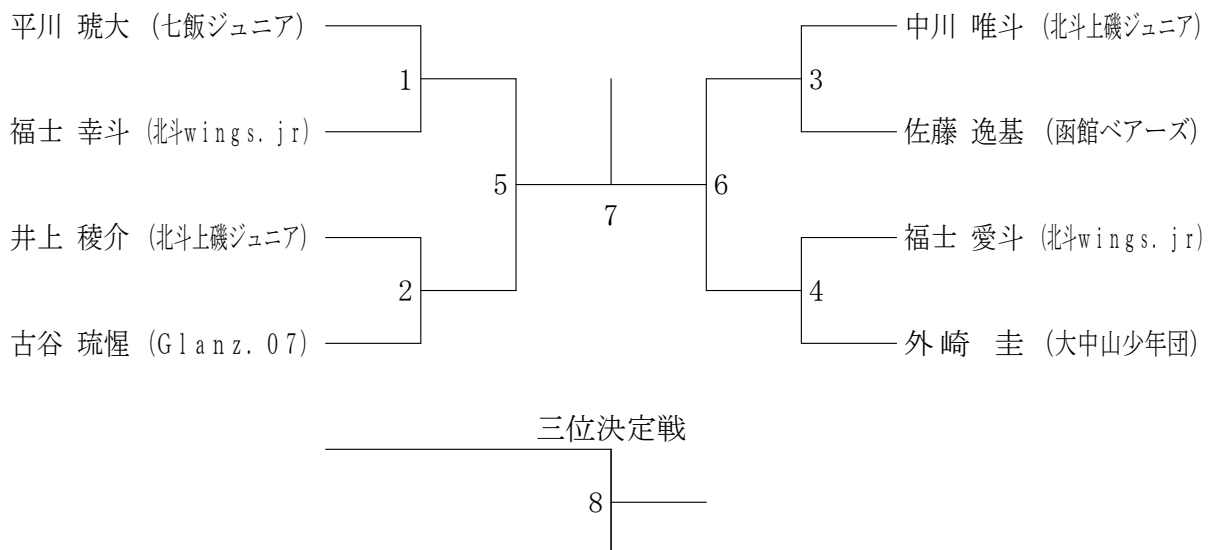 平川 琥大 (七飯ジュニア)
1
福士 幸斗 (北斗wings.jr)
5
井上 稜介 (北斗上磯ジュニア)
2
古谷 琉惺 (Glanz.07)
7
中川 唯斗 (北斗上磯ジュニア)
3
佐藤 逸基 (函館ベアーズ)
6
福士 愛斗 (北斗wings.jr)
4
外崎 圭 (大中山少年団)
三位決定戦
8